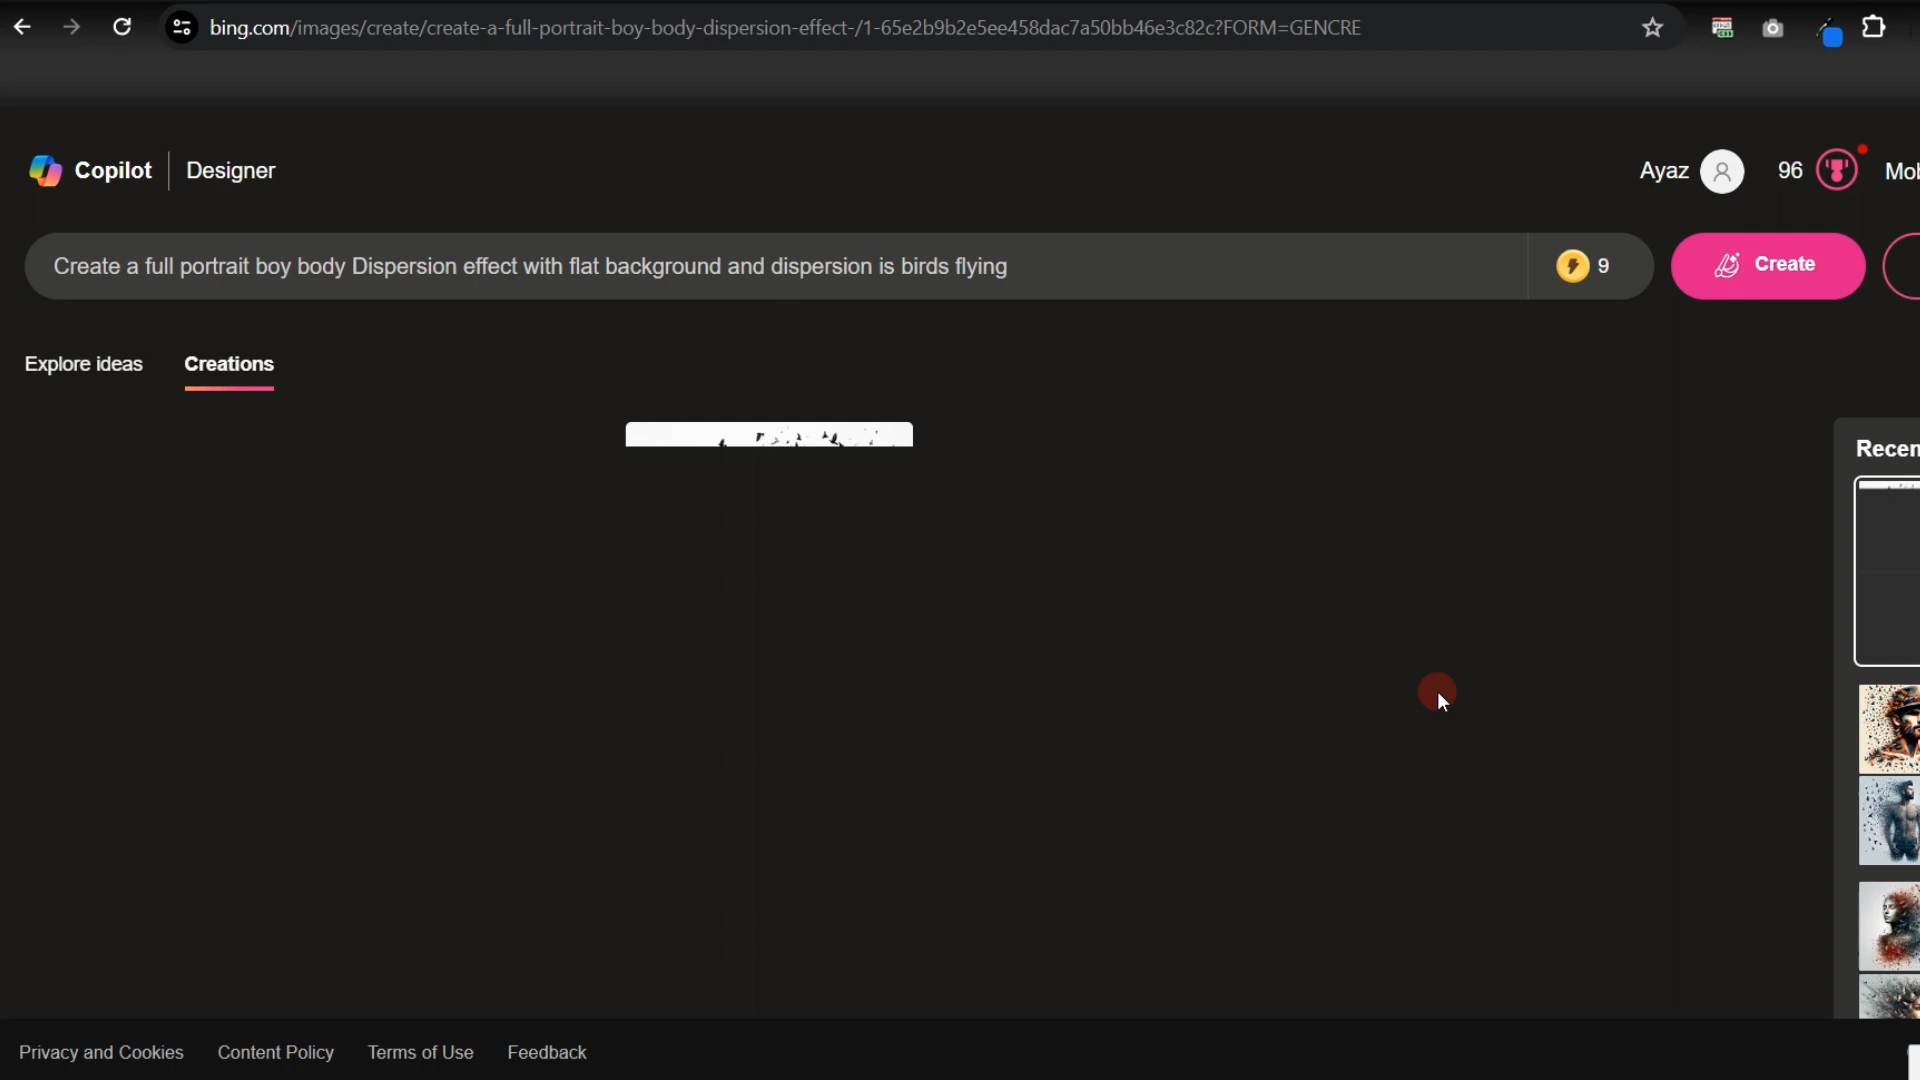 bing.com/images/create/create-a-full-portrait-boy-body-dispersion-effect-/1-65e2b9b2e5ee458dac7a50bb46e3c82c?FORM=GENCRE
Copilot Designer
Ayaz 96 Mob
Create a full portrait boy body Dispersion effect with flat background and dispersion is birds flying 9 Create
Explore ideas Creations
Recen
Privacy and Cookies Content Policy Terms of Use Feedback